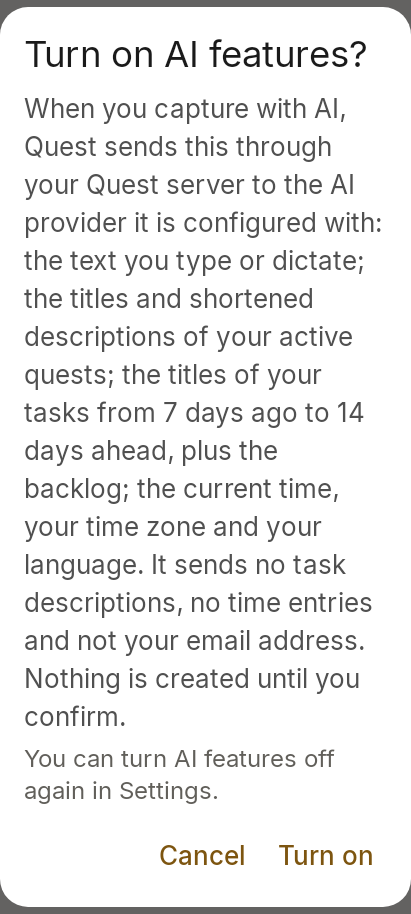 Turn on AI features?
When you capture with AI,
Quest sends this through
your Quest server to the AI
provider it is configured with:
the text you type or dictate;
the titles and shortened
descriptions of your active
quests; the titles of your
tasks from 7 days ago to 14
days ahead, plus the
backlog; the current time,
your time zone and your
language. It sends no task
descriptions, no time entries
and not your email address.
Nothing is created until you
confirm.
You can turn AI features off
again in Settings.
Cancel Turn on